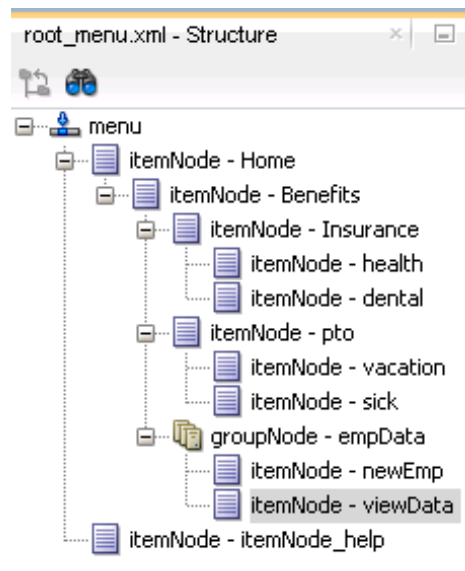 root_menu.xml - Structure
menu
itemNode - Home
itemNode - Benefits
itemNode - Insurance
itemNode - health
itemNode - dental
itemNode - pto
itemNode - vacation
itemNode - sick
groupNode - empData
itemNode - newEmp
itemNode - viewData
itemNode - itemNode_help